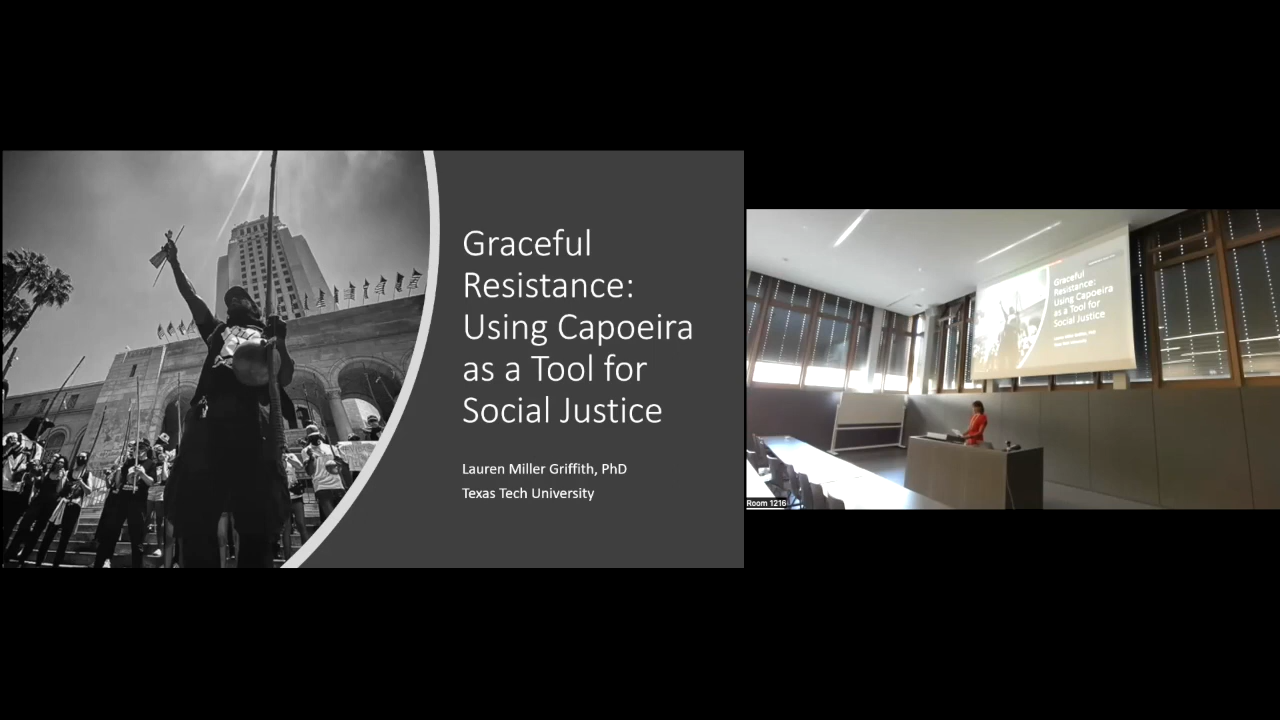 Graceful
Resistance:
Using Capoeira
as a Tool for
Social Justice
Lauren Miller Griffith, PhD
Texas Tech University
Graceful
Resistance:
Using Capoeira
as a Tool for
Social Justice
Room 1216